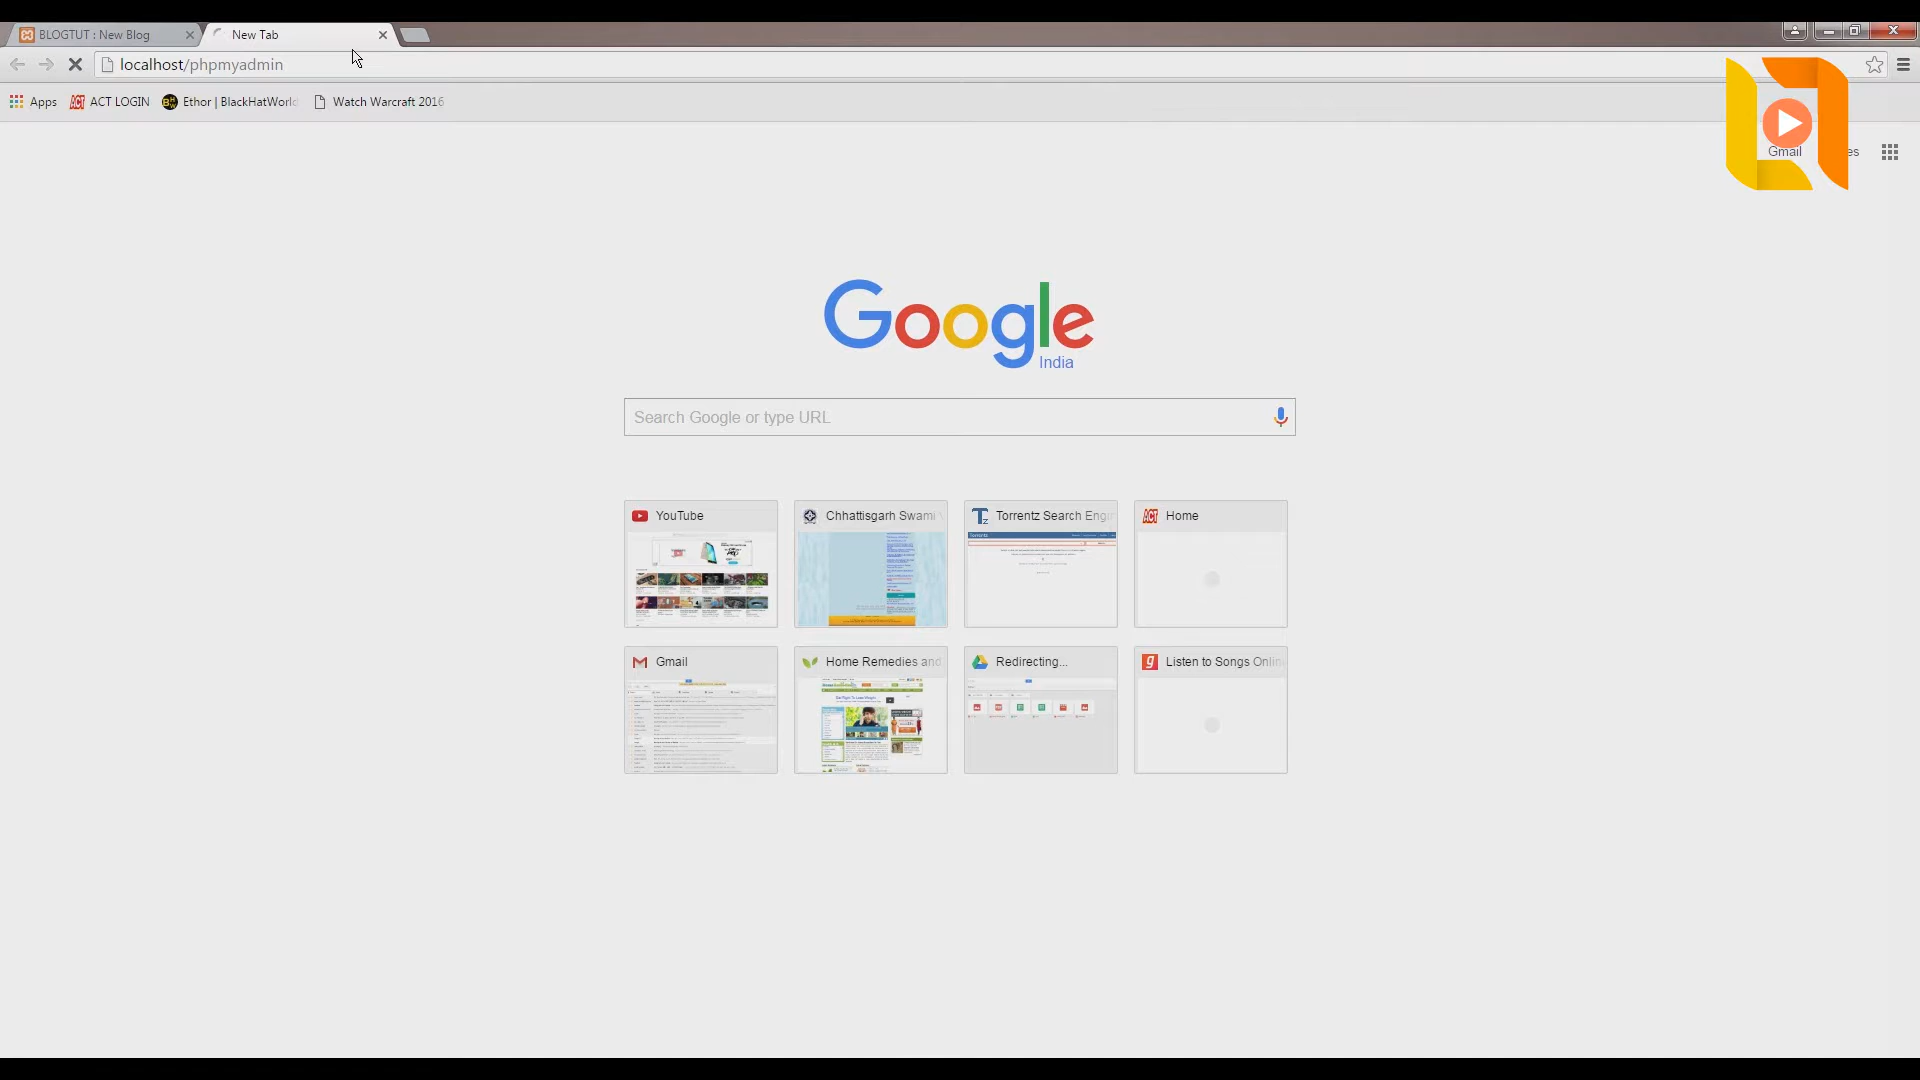 BLOGTUT : New Blog
New Tab
localhost/phpmyadmin
Apps
ACT LOGIN
Ethor | BlackHatWorld
Watch Warcraft 2016
Gmail
es
Google
India
Search Google or type URL
YouTube
Chhattisgarh Swami
Torrentz Search Engi
Home
Gmail
Home Remedies and
Redirecting...
Listen to Songs Onlin